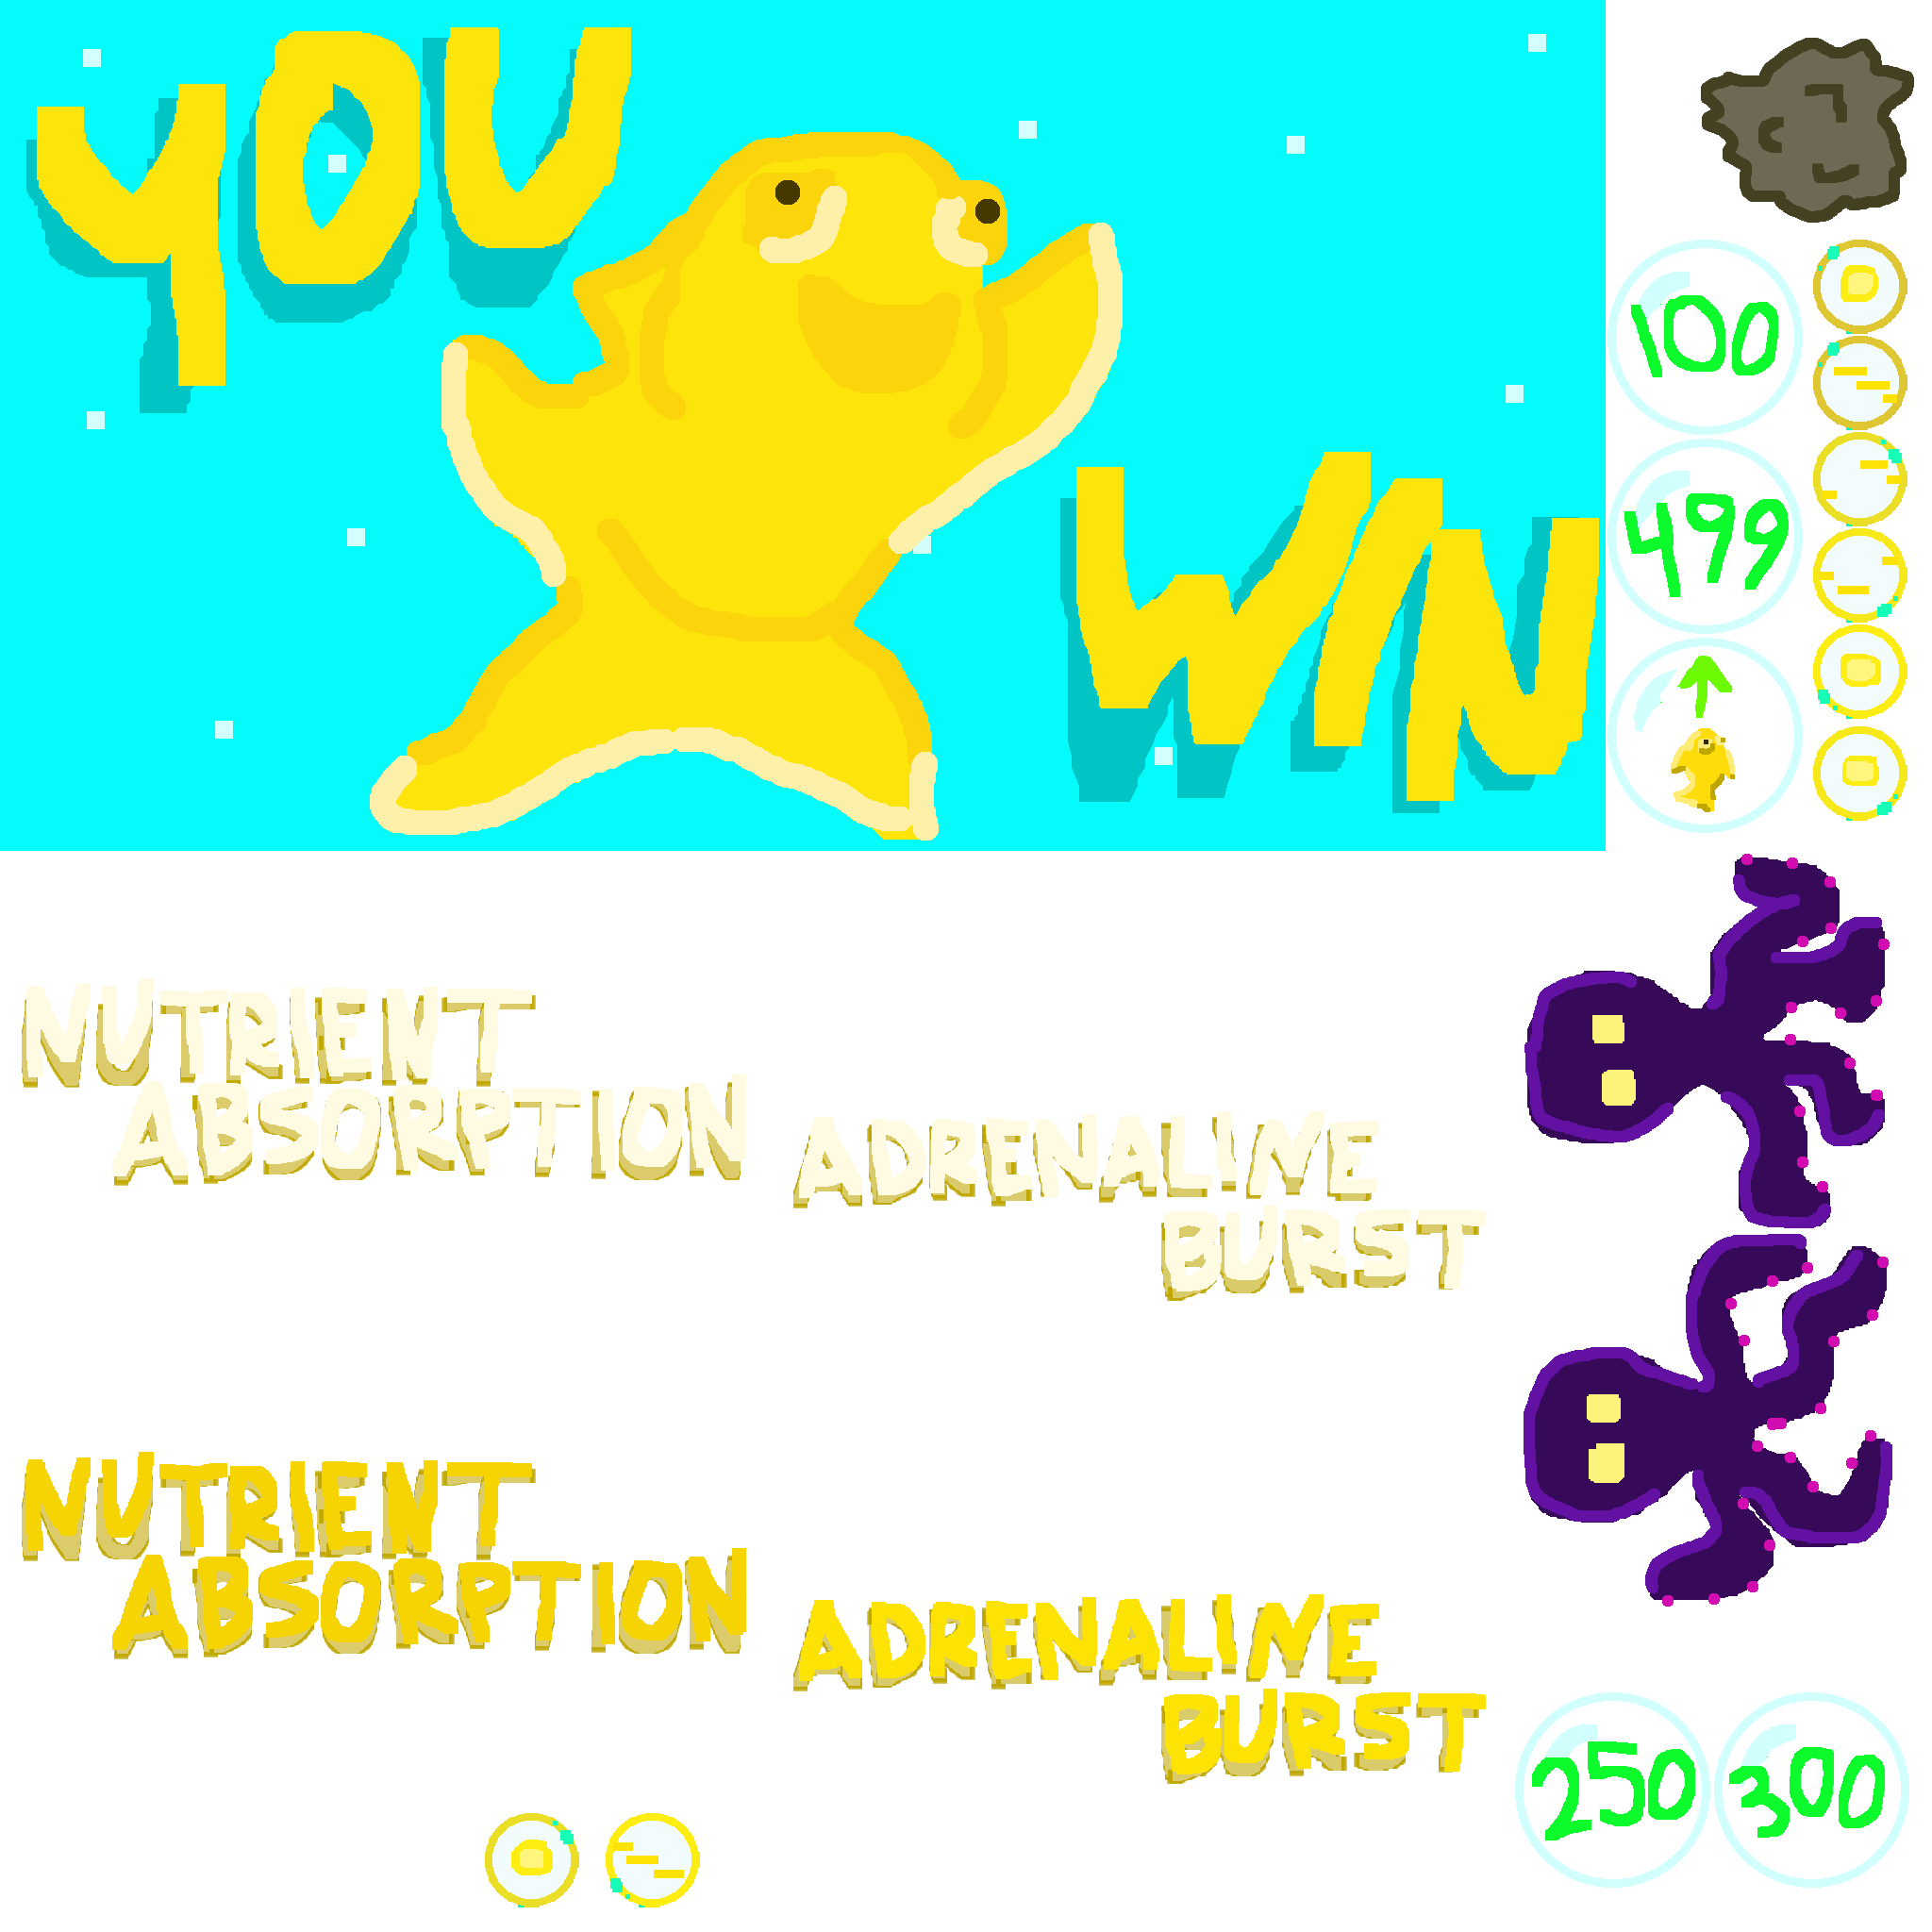 YOU
WIN
100
499
NUTRIENT
ABSORPTION
ADRENALINE
BURST
NUTRIENT
ABSORPTION
ADRENALINE
BURST
250
300